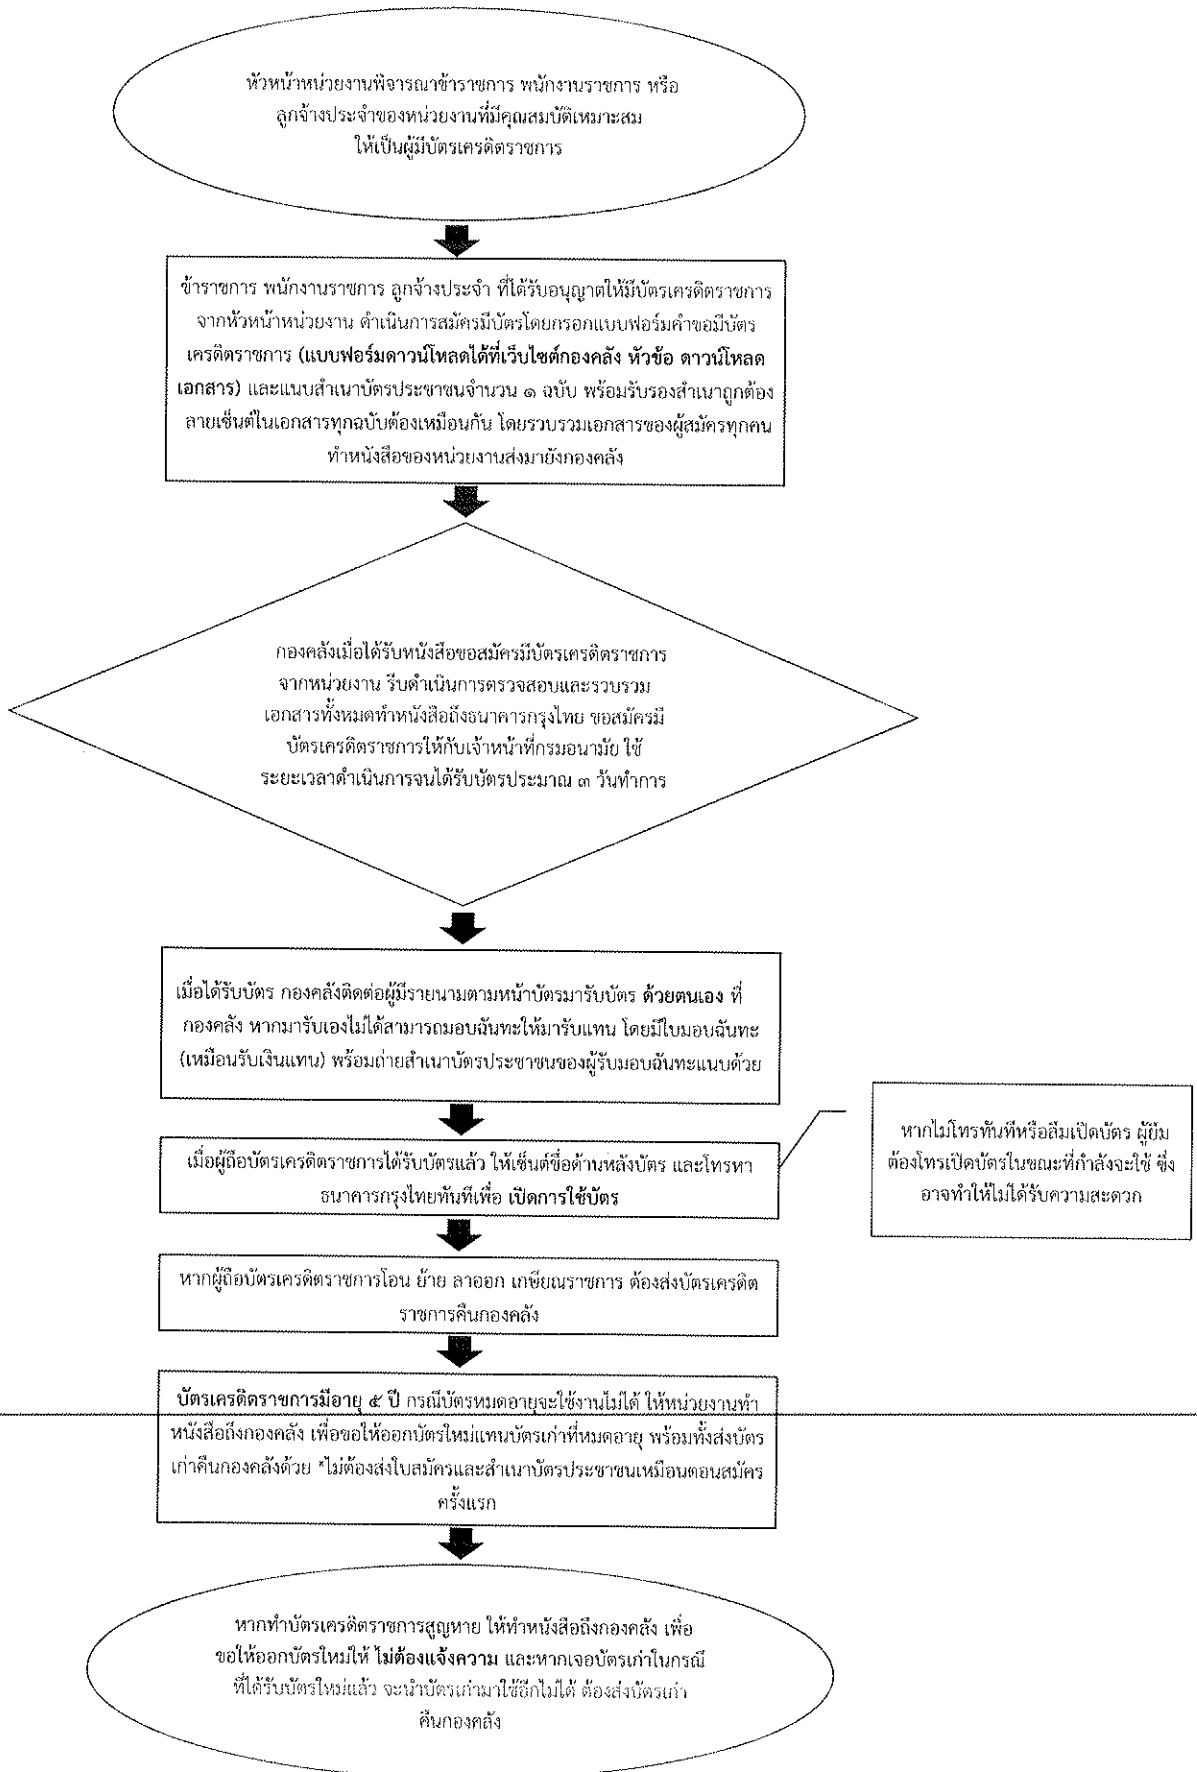 หัวหน้าหน่วยงานพิจารณาข้าราชการ พนักงานราชการ หรือ
ลูกจ้างประจำของหน่วยงานที่มีคุณสมบัติเหมาะสม
ให้เป็นผู้มีบัตรเครดิตราชการ
ข้าราชการ พนักงานราชการ ลูกจ้างประจำ ที่ได้รับอนุญาตให้มีบัตรเครดิตราชการ
จากหัวหน้าหน่วยงาน ดำเนินการสมัครมีบัตรโดยกรอกแบบฟอร์มคำขอมีบัตร
เครดิตราชการ (แบบฟอร์มดาวน์โหลดได้ที่เว็บไซต์กองคลัง หัวข้อ ดาวน์โหลด
เอกสาร) และแนบสำเนาบัตรประชาชนจำนวน ๑ ฉบับ พร้อมรับรองสำเนาถูกต้อง
ลายเซ็นต์ในเอกสารทุกฉบับต้องเหมือนกัน โดยรวบรวมเอกสารของผู้สมัครทุกคน
ทำหนังสือของหน่วยงานส่งมายังกองคลัง
กองคลังเมื่อได้รับหนังสือขอสมัครมีบัตรเครดิตราชการ
จากหน่วยงาน รีบดำเนินการตรวจสอบและรวบรวม
เอกสารทั้งหมดทำหนังสือถึงธนาคารกรุงไทย ขอสมัครมี
บัตรเครดิตราชการให้กับเจ้าหน้าที่กรมอนามัย ใช้
ระยะเวลาดำเนินการจนได้รับบัตรประมาณ ๓ วันทำการ
เมื่อได้รับบัตร กองคลังติดต่อผู้มีรายนามตามหน้าบัตรมารับบัตร ด้วยตนเอง ที่
กองคลัง หากมารับเองไม่ได้สามารถมอบฉันทะให้มารับแทน โดยมีใบมอบฉันทะ
(เหมือนรับเงินแทน) พร้อมถ่ายสำเนาบัตรประชาชนของผู้รับมอบฉันทะแนบด้วย
เมื่อผู้ถือบัตรเครดิตราชการได้รับบัตรแล้ว ให้เซ็นต์ชื่อด้านหลังบัตร และโทรหา
ธนาคารกรุงไทยทันทีเพื่อ เปิดการใช้บัตร
หากไม่โทรทันทีหรือลืมเปิดบัตร ผู้ยืม
ต้องโทรเปิดบัตรในขณะที่กำลังจะใช้ ซึ่ง
อาจทำให้ไม่ได้รับความสะดวก
หากผู้ถือบัตรเครดิตราชการโอน ย้าย ลาออก เกษียณราชการ ต้องส่งบัตรเครดิต
ราชการคืนกองคลัง
บัตรเครดิตราชการมีอายุ ๕ ปี กรณีบัตรหมดอายุจะใช้งานไม่ได้ ให้หน่วยงานทำ
หนังสือถึงกองคลัง เพื่อขอให้ออกบัตรใหม่แทนบัตรเก่าที่หมดอายุ พร้อมทั้งส่งบัตร
เก่าคืนกองคลังด้วย *ไม่ต้องส่งใบสมัครและสำเนาบัตรประชาชนเหมือนตอนสมัคร
ครั้งแรก
หากทำบัตรเครดิตราชการสูญหาย ให้ทำหนังสือถึงกองคลัง เพื่อ
ขอให้ออกบัตรใหม่ให้ ไม่ต้องแจ้งความ และหากเจอบัตรเก่าในกรณี
ที่ได้รับบัตรใหม่แล้ว จะนำบัตรเก่ามาใช้อีกไม่ได้ ต้องส่งบัตรเก่า
คืนกองคลัง